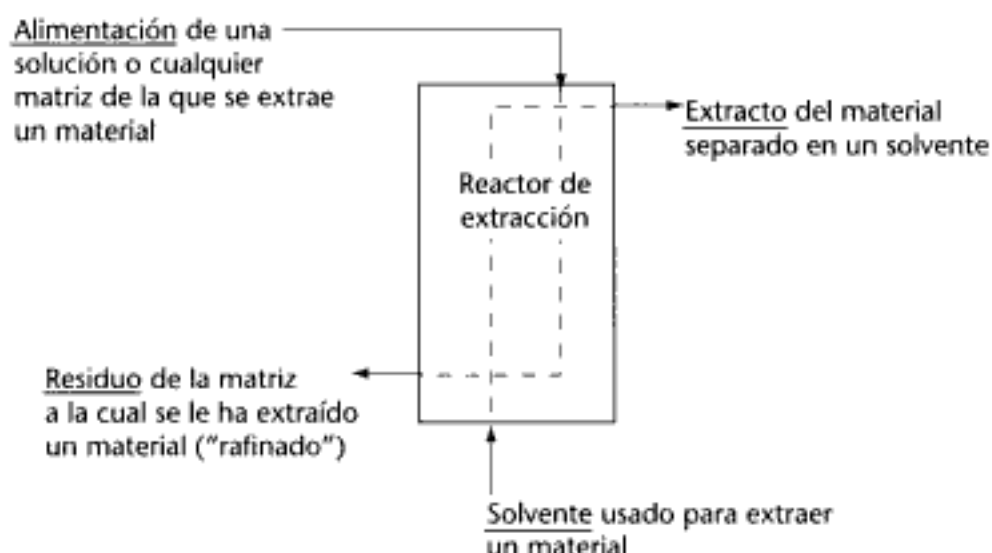 Alimentación de una
solución o cualquier
matriz de la que se extrae
un material
Extracto del material
separado en un solvente
Reactor de
extracción
Residuo de la matriz
a la cual se le ha extraído
un material ("rafinado")
Solvente usado para extraer
un material